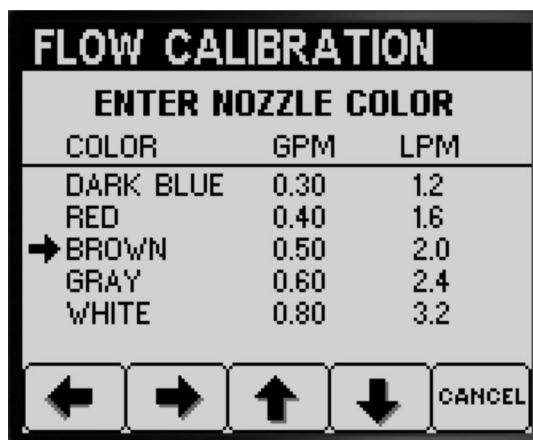 FLOW CALIBRATION
ENTER NOZZLE COLOR
COLOR GPM LPM
DARK BLUE 0.30 1.2
RED 0.40 1.6
BROWN 0.50 2.0
GRAY 0.60 2.4
WHITE 0.80 3.2
CANCEL